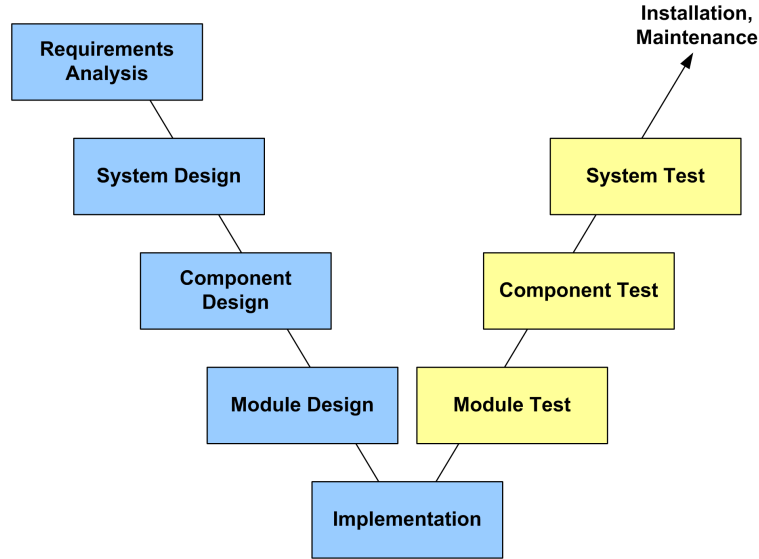 Requirements
Analysis
Installation,
Maintenance
System Design
System Test
Component
Design
Component Test
Module Design
Module Test
Implementation